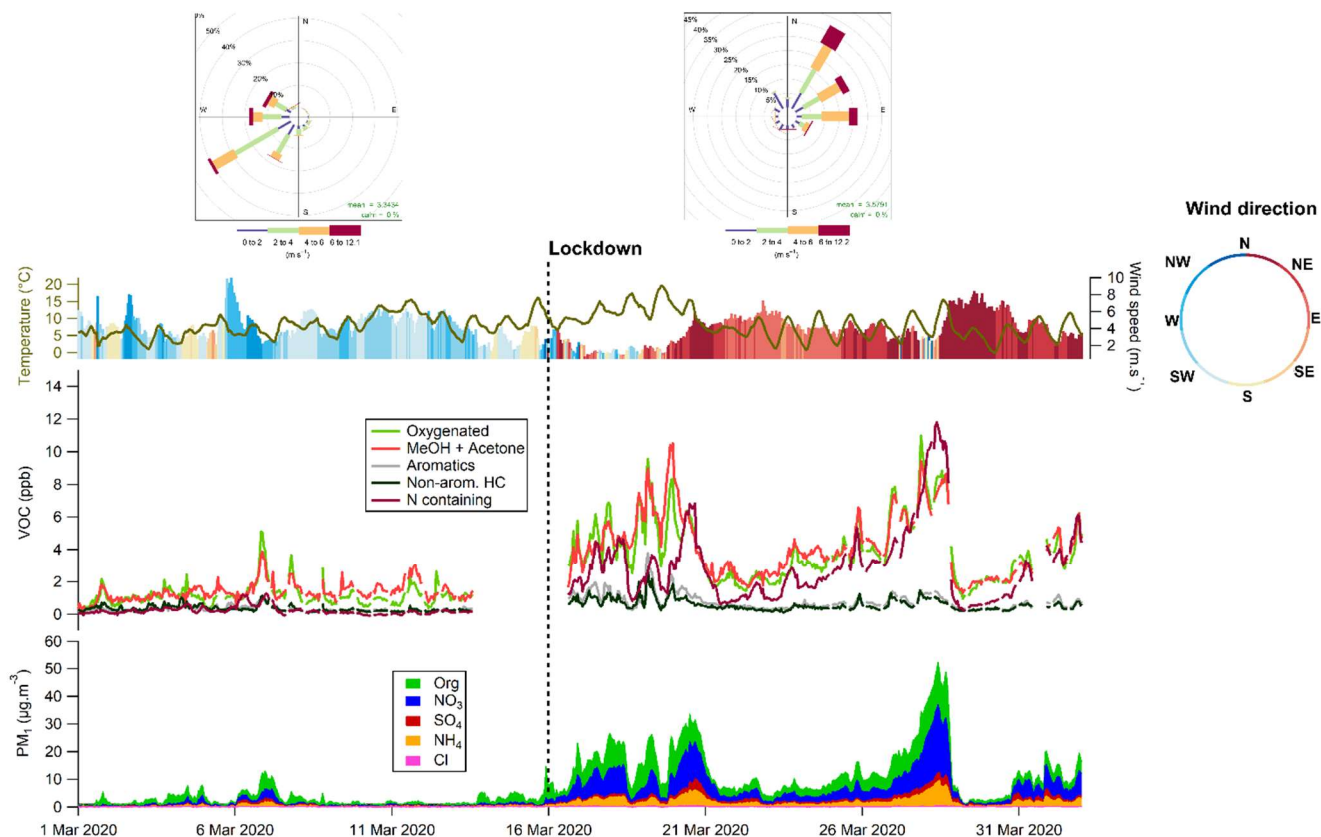 50%
40%
30%
20%
10%
N
W
E
S
mean = 3.3434
calm = 0 %
0 to 2 2 to 4 4 to 6 6 to 12.1
(m s⁻¹)
45%
40%
35%
30%
25%
20%
15%
10%
5%
N
W
E
S
mean = 3.5791
calm = 0 %
0 to 2 2 to 4 4 to 6 6 to 12.2
(m s⁻¹)
Wind direction
N
NE
E
SE
S
SW
W
NW
Lockdown
Temperature (°C)
20
15
10
5
0
10
8
6
4
2
Wind speed (m.s⁻¹)
VOC (ppb)
14
12
10
8
6
4
2
0
Oxygenated
MeOH + Acetone
Aromatics
Non-arom. HC
N containing
PM₁ (µg.m⁻³)
60
50
40
30
20
10
0
Org
NO₃
SO₄
NH₄
Cl
1 Mar 2020 6 Mar 2020 11 Mar 2020 16 Mar 2020 21 Mar 2020 26 Mar 2020 31 Mar 2020